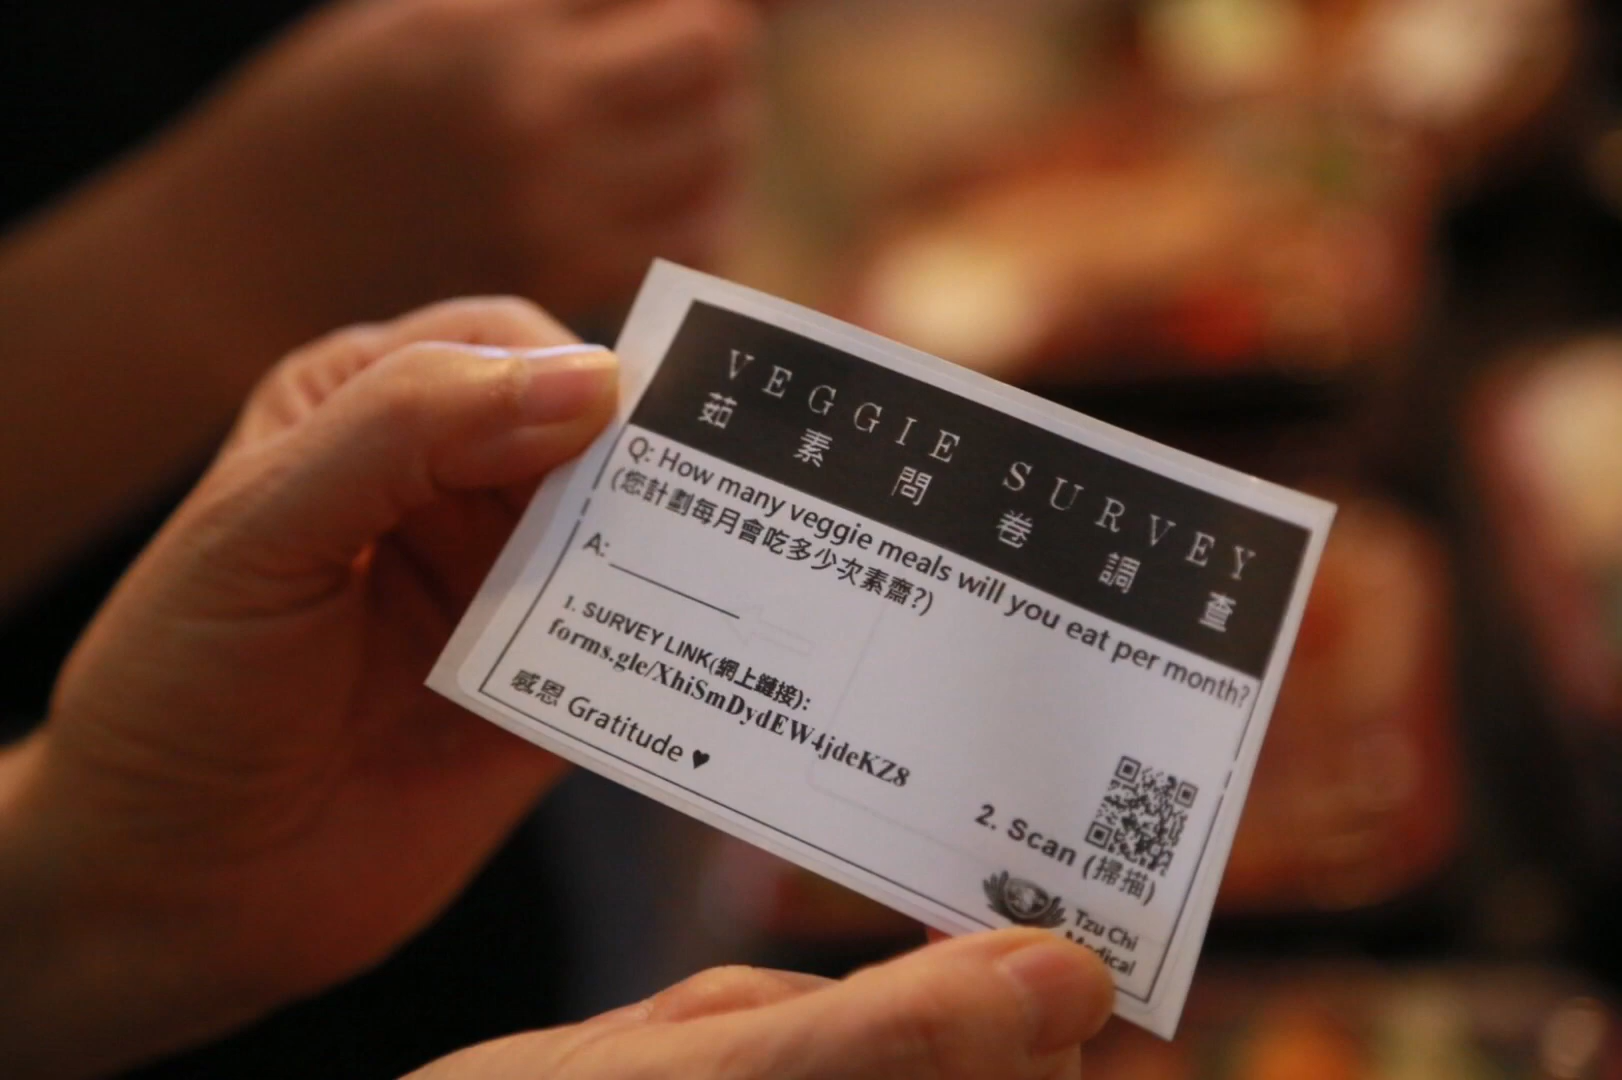 VEGGIE SURVEY
茹素問卷調查
Q: How many veggie meals will you eat per month?
(您計劃每月會吃多少次素齋?)
A:
1. SURVEY LINK(網上鏈接):
forms.gle/XhiSmDydEW4jdeKZ8
感恩 Gratitude ♥
2. Scan (掃描)
Tzu Chi
Medical